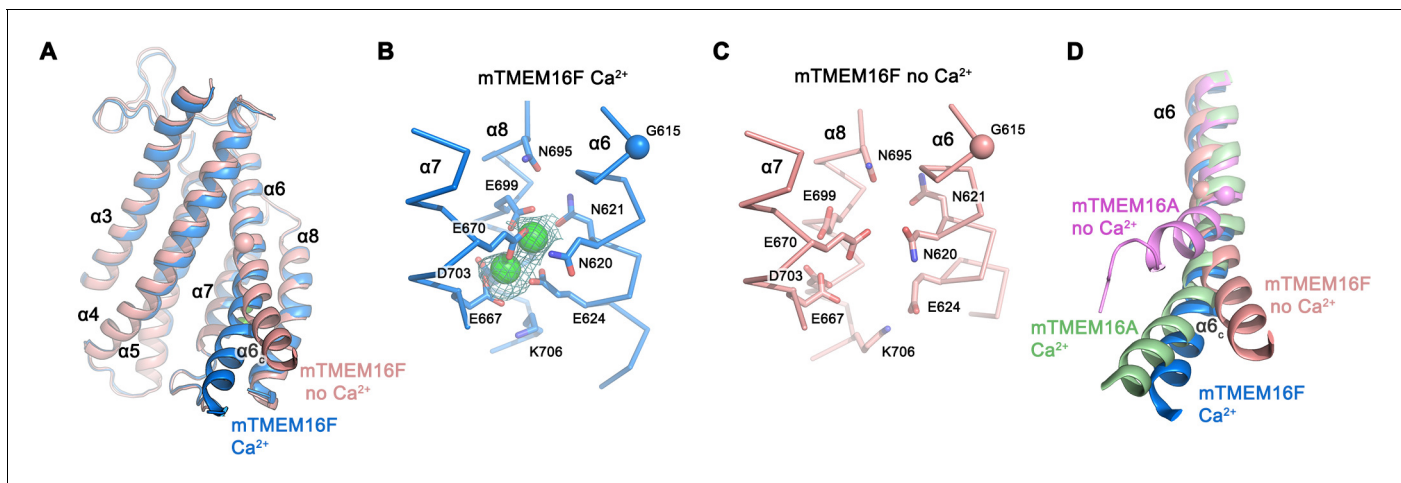 A
α3
α4
α5
α6
α7
α8
α6c
mTMEM16F
no Ca²⁺
mTMEM16F
Ca²⁺
B
mTMEM16F Ca²⁺
α8
α6
G615
α7
N695
E699
N621
E670
N620
D703
E667
E624
K706
C
mTMEM16F no Ca²⁺
α8
α6
G615
α7
N695
E699
N621
E670
N620
D703
E667
E624
K706
D
α6
mTMEM16A
no Ca²⁺
mTMEM16F
no Ca²⁺
mTMEM16A
Ca²⁺
α6c
mTMEM16F
Ca²⁺